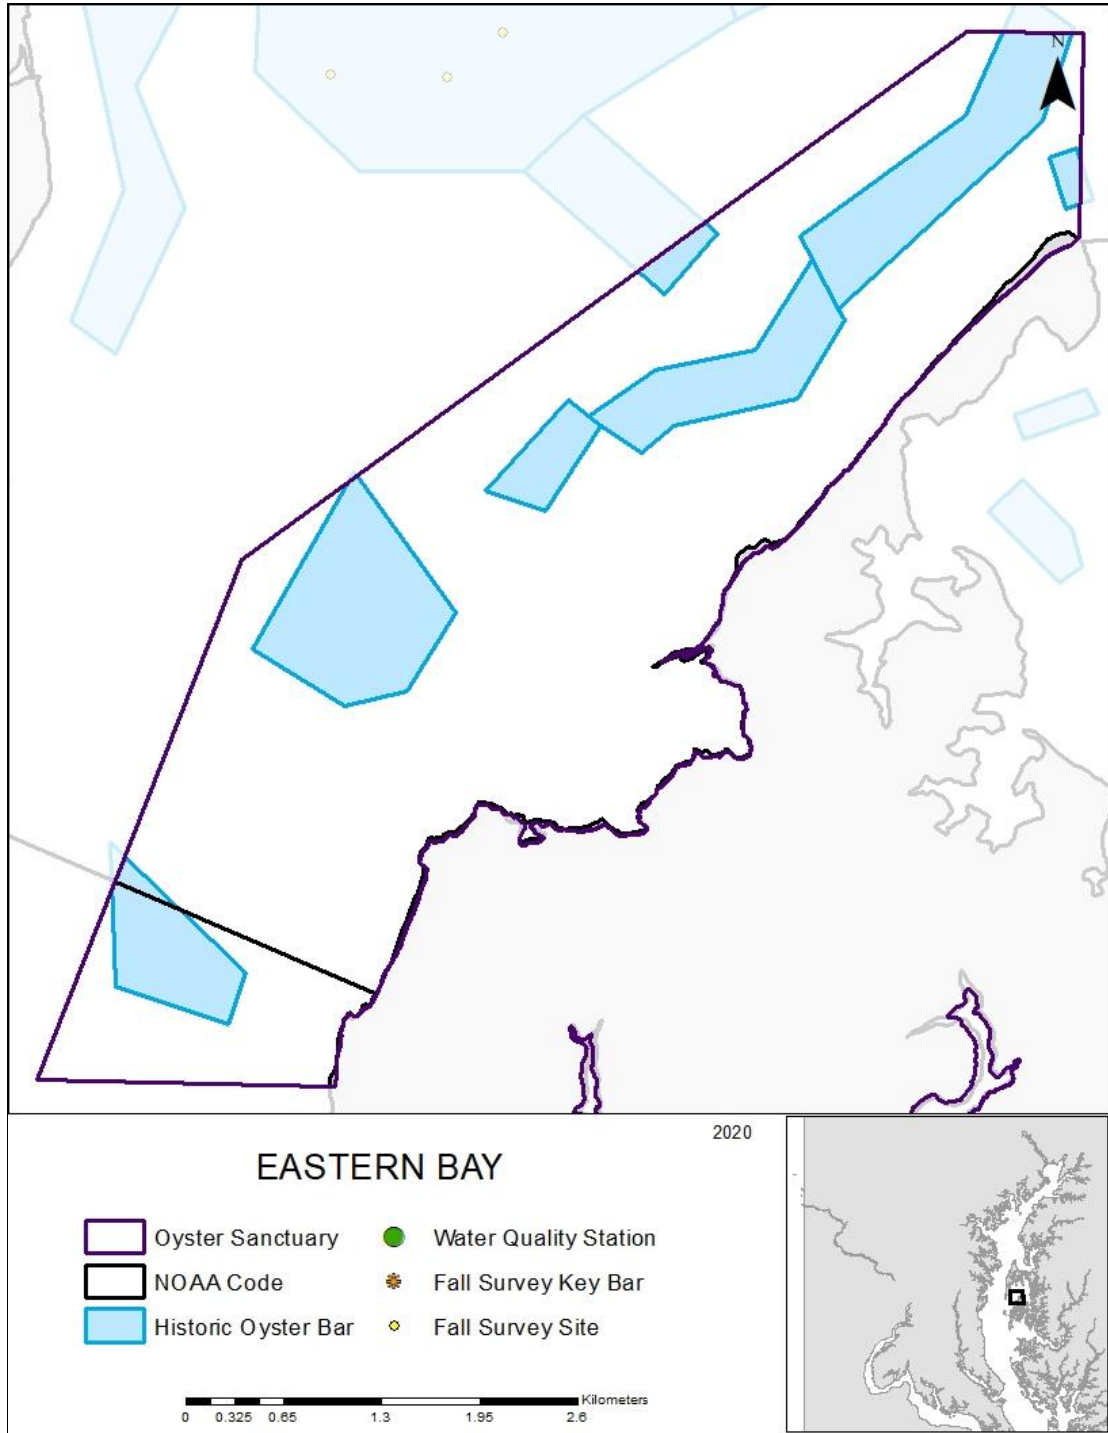 N
2020
EASTERN BAY
Oyster Sanctuary
Water Quality Station
NOAA Code
Fall Survey Key Bar
Historic Oyster Bar
Fall Survey Site
Kilometers
0 0.325 0.65 1.3 1.95 2.6